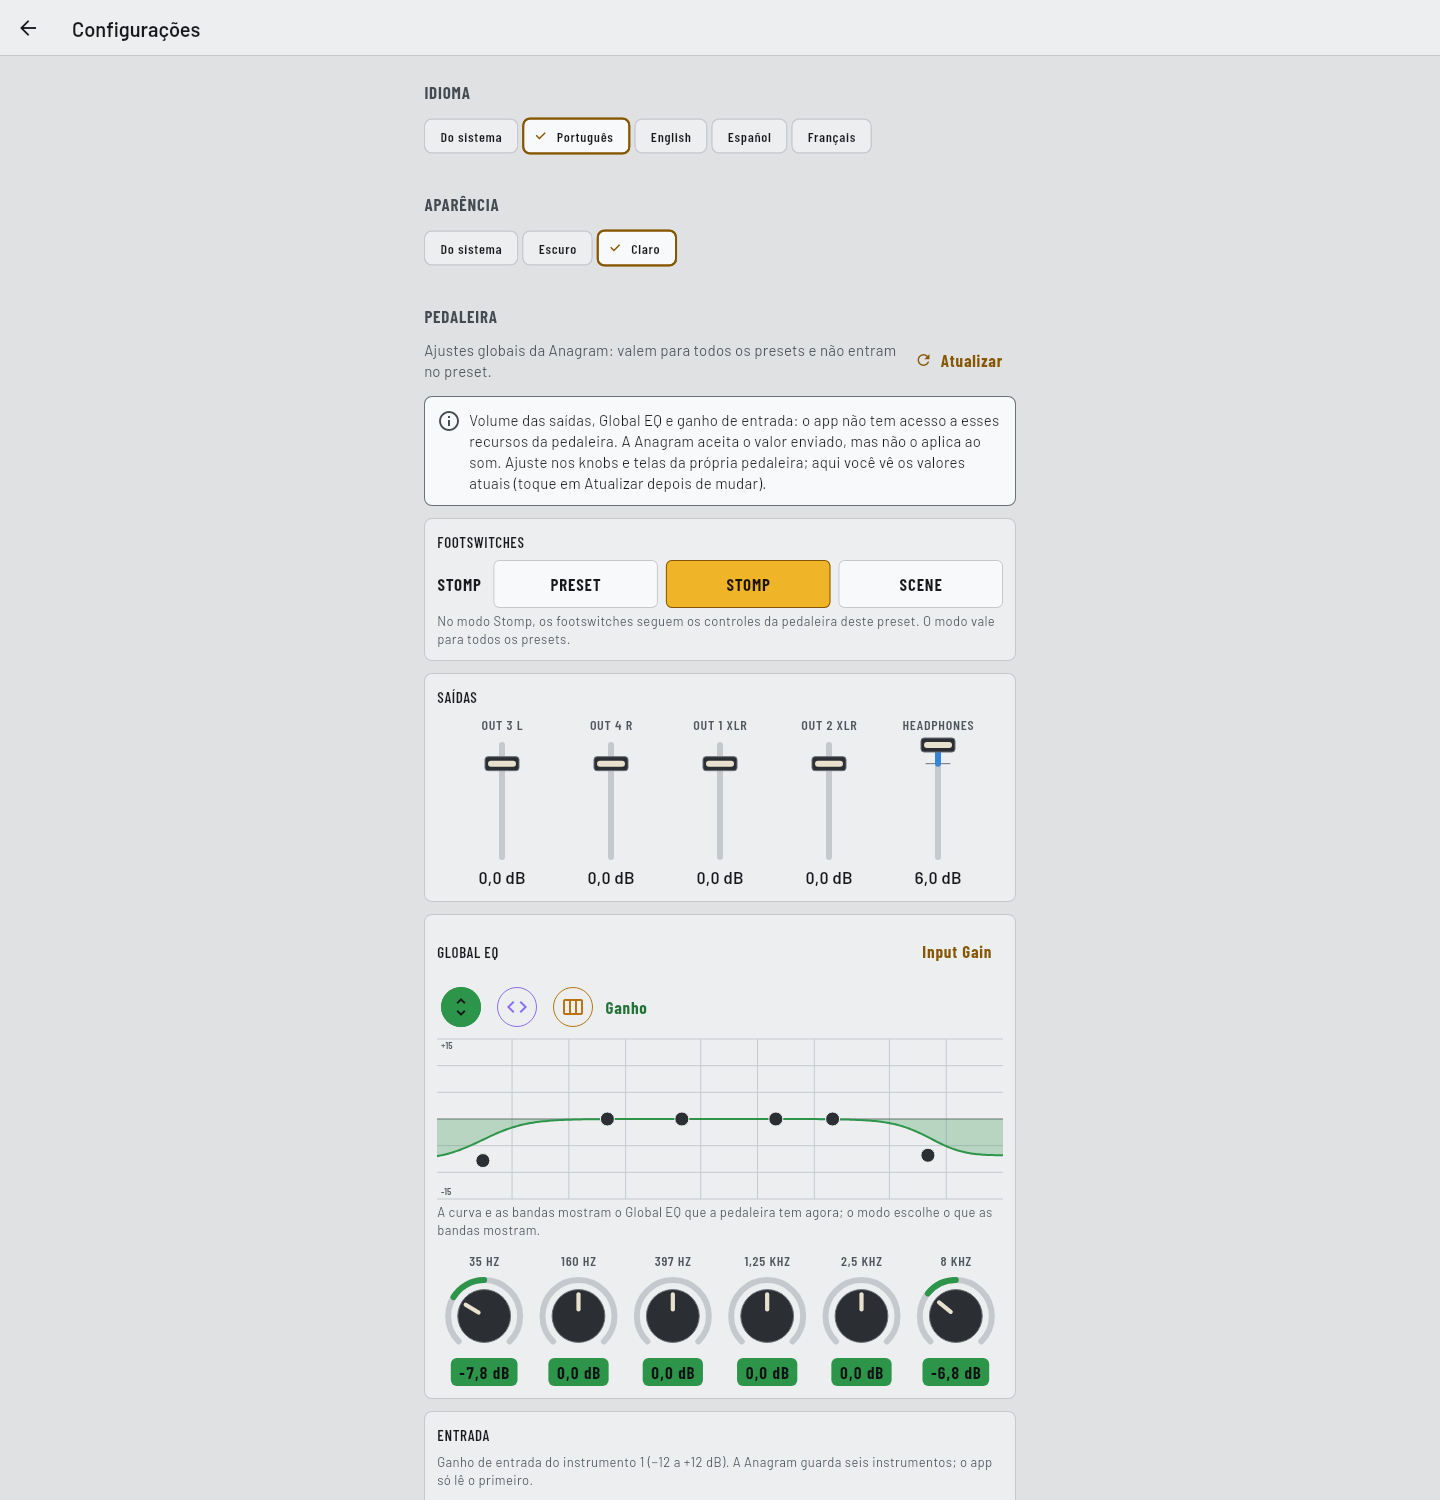 Configurações
IDIOMA
Do sistema
Português
English
Español
Français
APARÊNCIA
Do sistema
Escuro
Claro
PEDALEIRA
Ajustes globais da Anagram: valem para todos os presets e não entram
no preset.
Atualizar
Volume das saídas, Global EQ e ganho de entrada: o app não tem acesso a esses
recursos da pedaleira. A Anagram aceita o valor enviado, mas não o aplica ao
som. Ajuste nos knobs e telas da própria pedaleira; aqui você vê os valores
atuais (toque em Atualizar depois de mudar).
FOOTSWITCHES
STOMP
PRESET
STOMP
SCENE
No modo Stomp, os footswitches seguem os controles da pedaleira deste preset. O modo vale
para todos os presets.
SAÍDAS
OUT 3 L
OUT 4 R
OUT 1 XLR
OUT 2 XLR
HEADPHONES
0,0 dB
0,0 dB
0,0 dB
0,0 dB
6,0 dB
GLOBAL EQ
Input Gain
Ganho
+15
-15
A curva e as bandas mostram o Global EQ que a pedaleira tem agora; o modo escolhe o que as
bandas mostram.
35 HZ
160 HZ
397 HZ
1,25 KHZ
2,5 KHZ
8 KHZ
-7,8 dB
0,0 dB
0,0 dB
0,0 dB
0,0 dB
-6,8 dB
ENTRADA
Ganho de entrada do instrumento 1 (−12 a +12 dB). A Anagram guarda seis instrumentos; o app
só lê o primeiro.